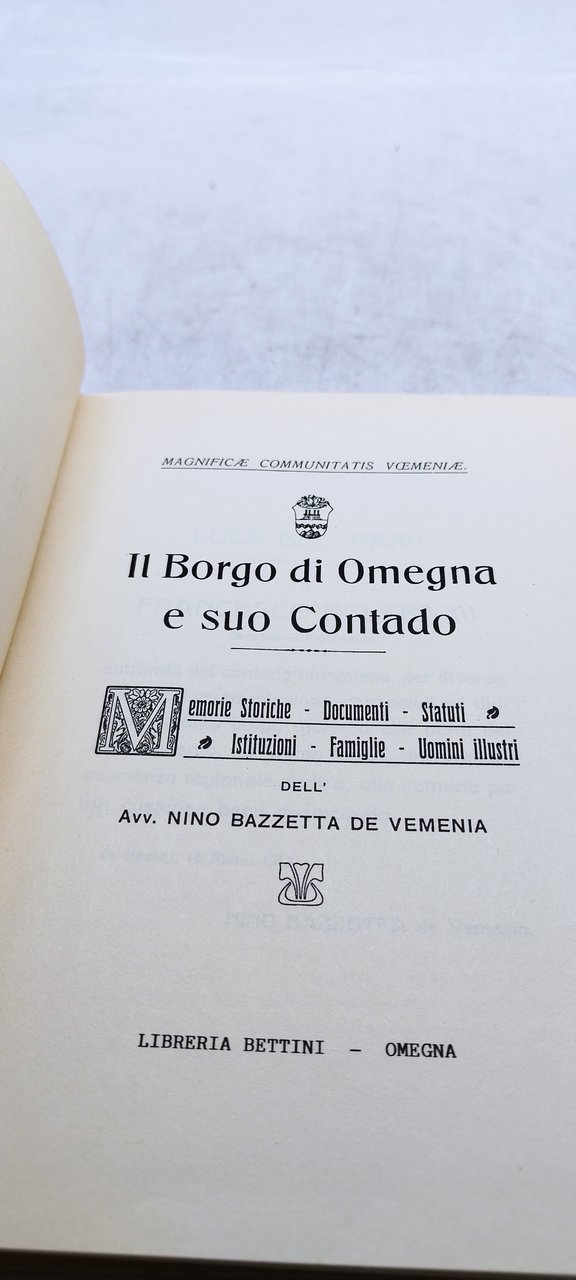 MAGNIFICÆ COMMUNITATIS VŒMENIÆ.
Il Borgo di Omegna
e suo Contado
Memorie Storiche - Documenti - Statuti
Istituzioni - Famiglie - Uomini illustri
DELL'
Avv. NINO BAZZETTA DE VEMENIA
LIBRERIA BETTINI – OMEGNA